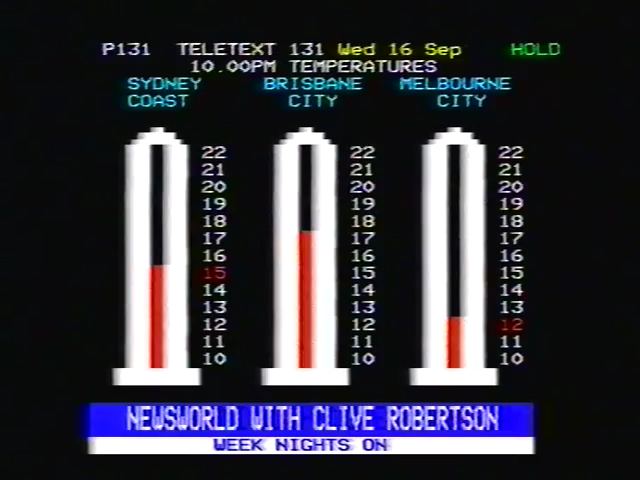 P131 TELETEXT 131 Wed 16 Sep HOLD
10.00PM TEMPERATURES
SYDNEY BRISBANE MELBOURNE
COAST CITY CITY
22 22 22
21 21 21
20 20 20
19 19 19
18 18 18
17 17 17
16 16 16
15 15 15
14 14 14
13 13 13
12 12 12
11 11 11
10 10 10
NEWSWORLD WITH CLIVE ROBERTSON
WEEK NIGHTS ON